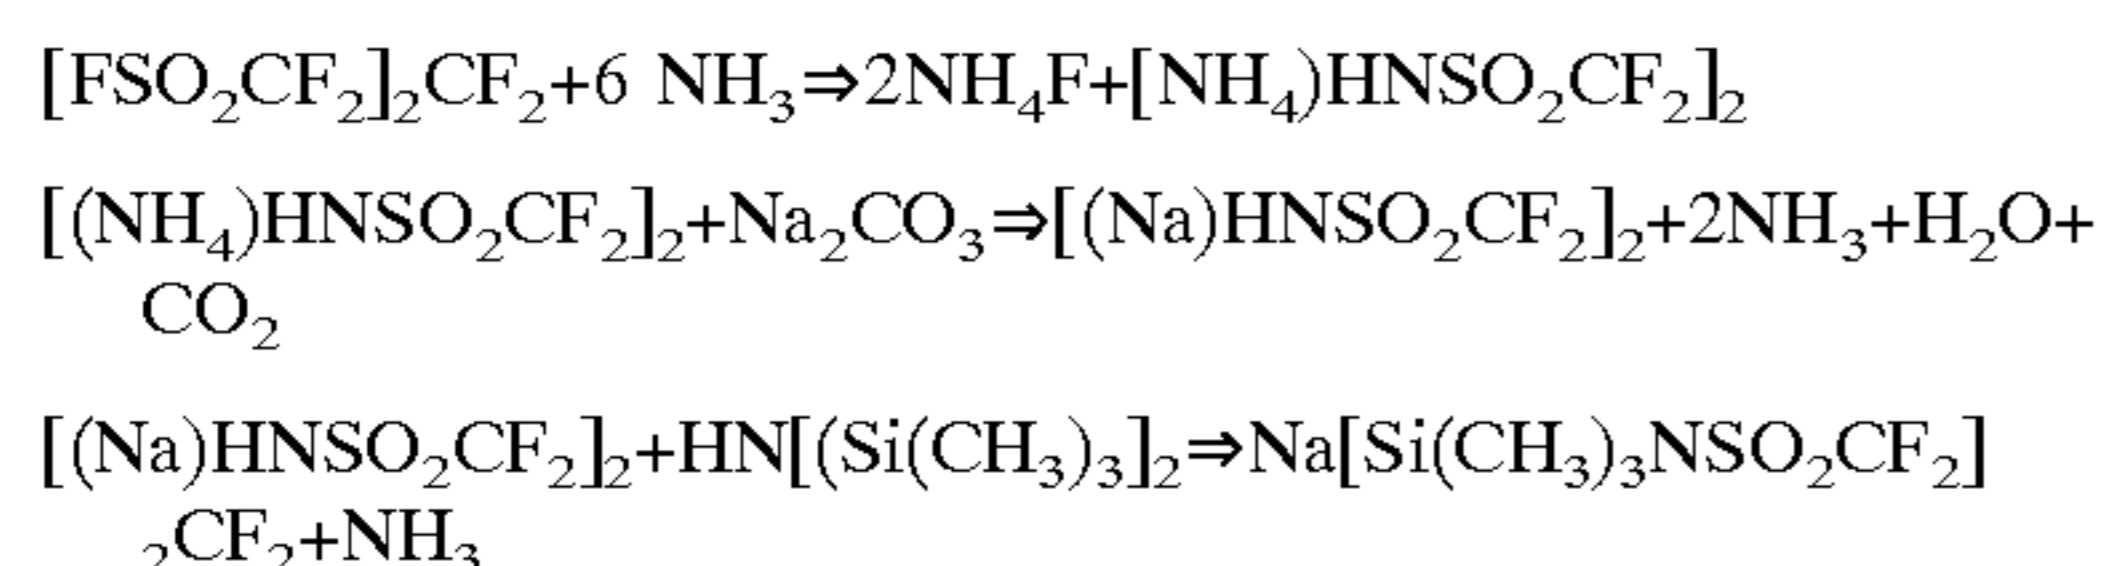 [FSO₂CF₂]₂CF₂+6 NH₃⇒2NH₄F+[NH₄)HNSO₂CF₂]₂
[(NH₄)HNSO₂CF₂]₂+Na₂CO₃⇒[(Na)HNSO₂CF₂]₂+2NH₃+H₂O+
CO₂
[(Na)HNSO₂CF₂]₂+HN[(Si(CH₃)₃]₂⇒Na[Si(CH₃)₃NSO₂CF₂]
₂CF₂+NH₃